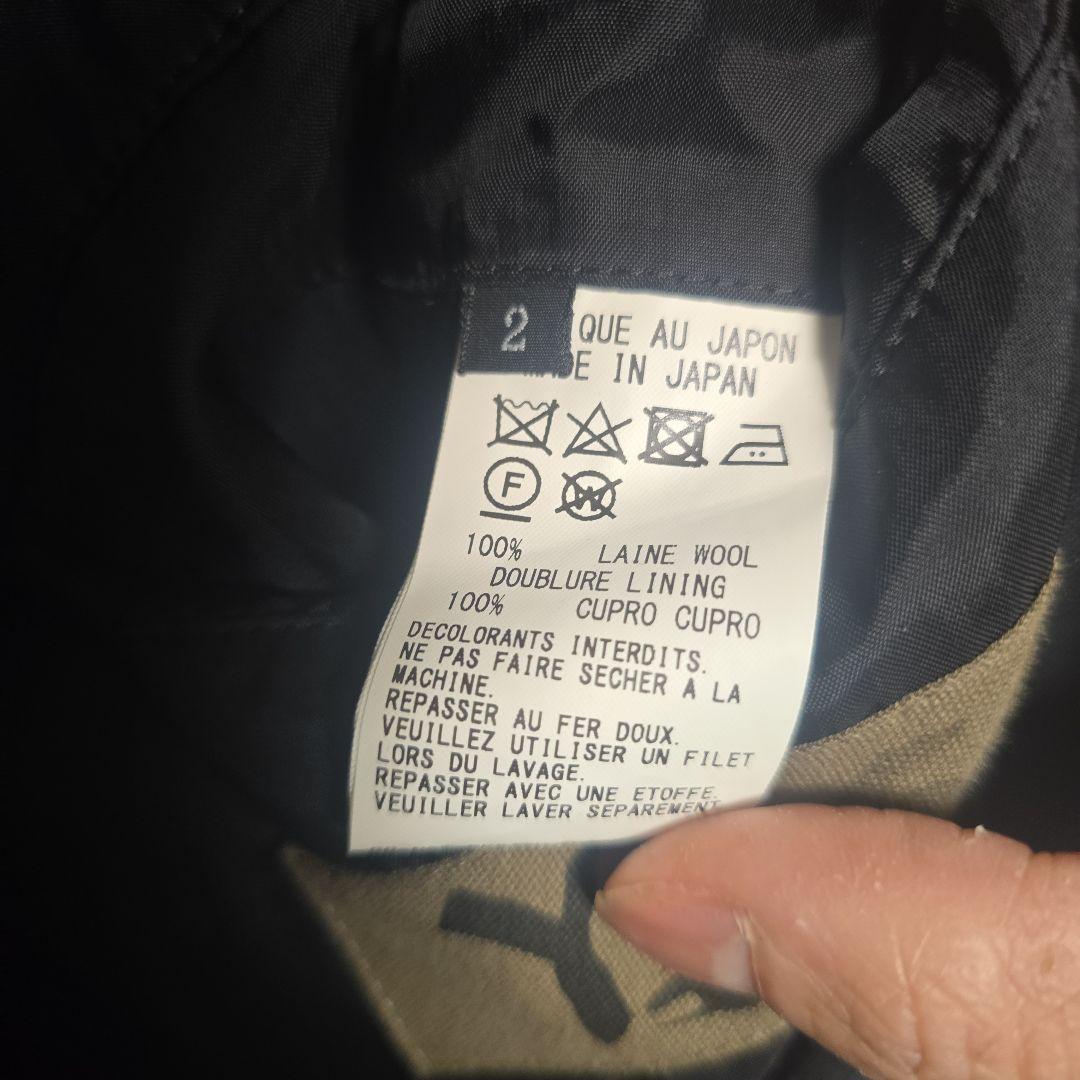 2
QUE AU JAPON
MADE IN JAPAN
F
W
100% LAINE WOOL
DOUBLURE LINING
100% CUPRO CUPRO
DECOLORANTS INTERDITS.
NE PAS FAIRE SECHER A LA
MACHINE.
REPASSER AU FER DOUX.
VEUILLEZ UTILISER UN FILET
LORS DU LAVAGE.
REPASSER AVEC UNE ETOFFE.
VEUILLER LAVER SEPAREMENT